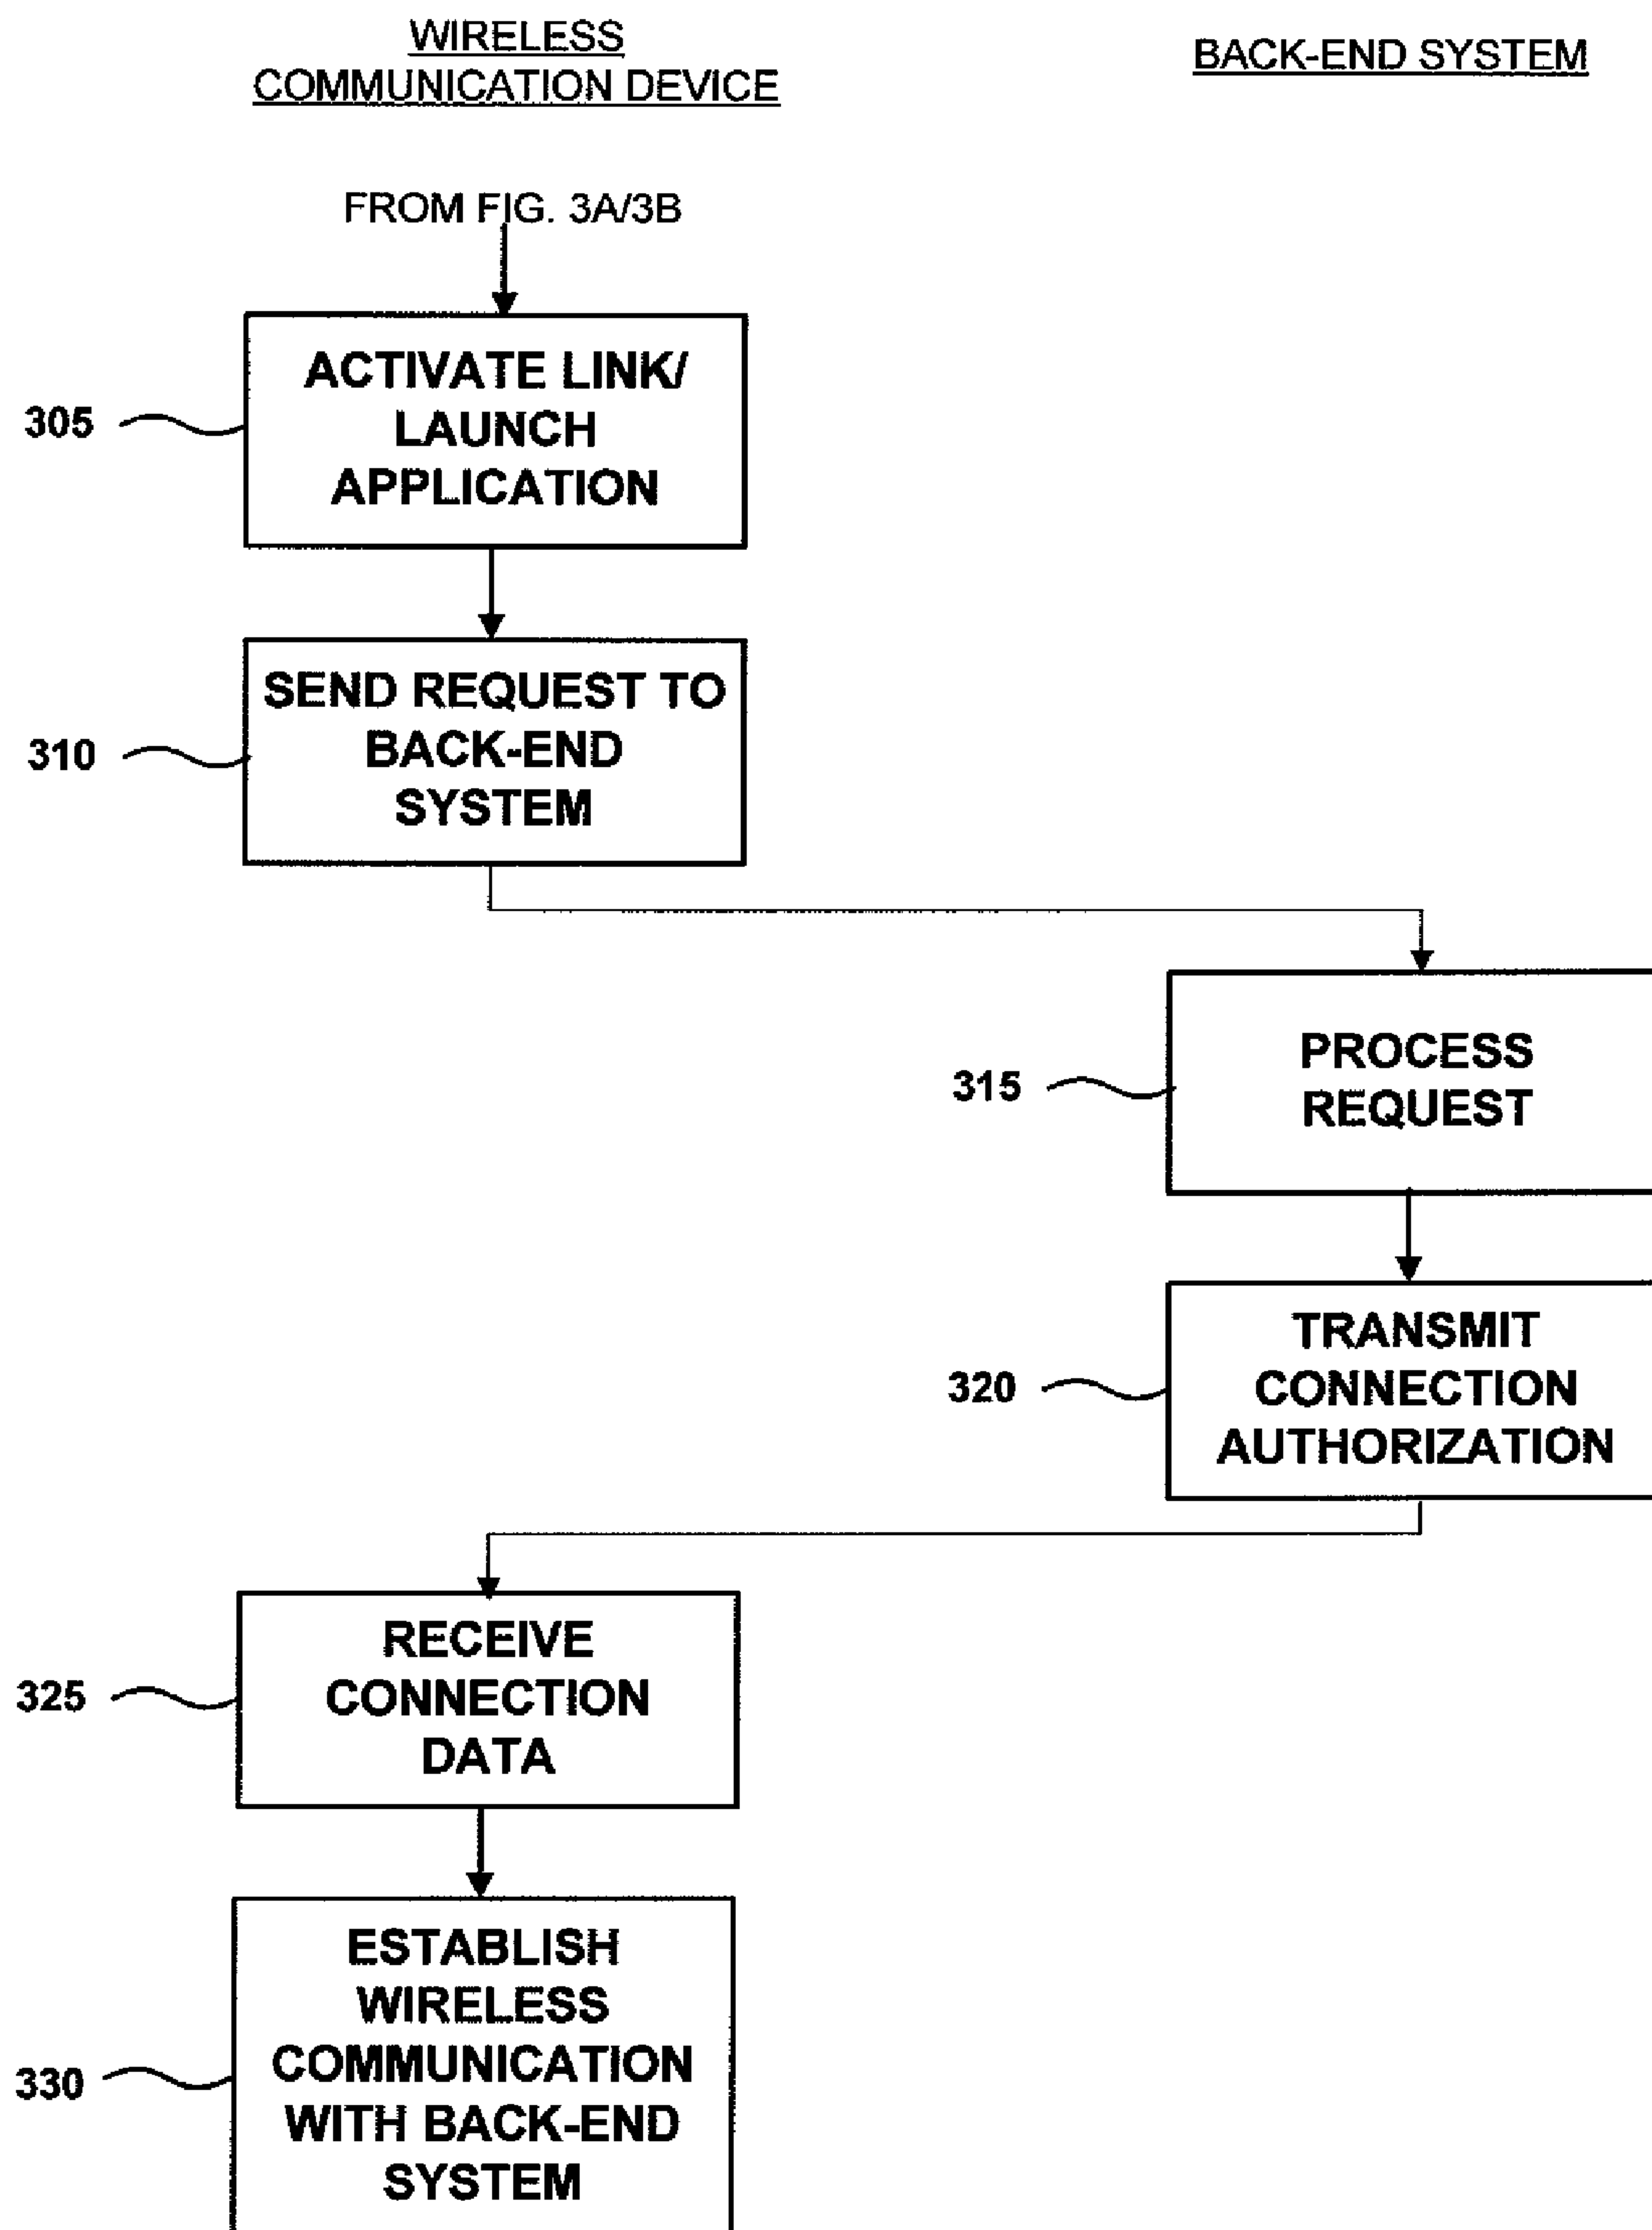 WIRELESS
COMMUNICATION DEVICE
BACK-END SYSTEM
FROM FIG. 3A/3B
305
ACTIVATE LINK/
LAUNCH
APPLICATION
310
SEND REQUEST TO
BACK-END
SYSTEM
315
PROCESS
REQUEST
320
TRANSMIT
CONNECTION
AUTHORIZATION
325
RECEIVE
CONNECTION
DATA
330
ESTABLISH
WIRELESS
COMMUNICATION
WITH BACK-END
SYSTEM